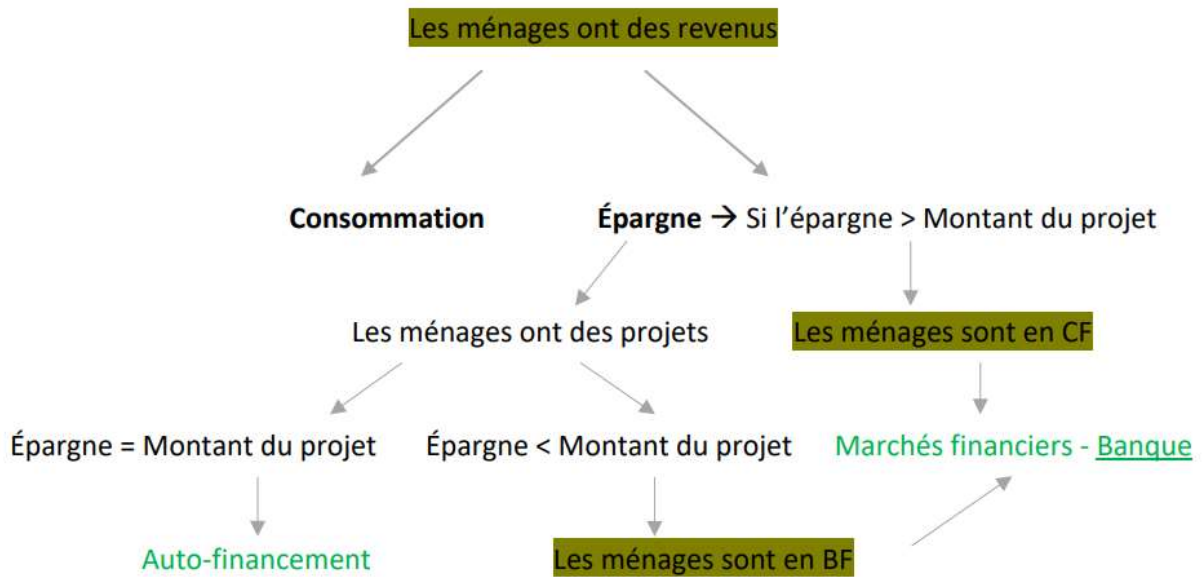 Les ménages ont des revenus
Consommation
Épargne → Si l'épargne > Montant du projet
Les ménages ont des projets
Les ménages sont en CF
Épargne = Montant du projet
Épargne < Montant du projet
Marchés financiers - Banque
Auto-financement
Les ménages sont en BF